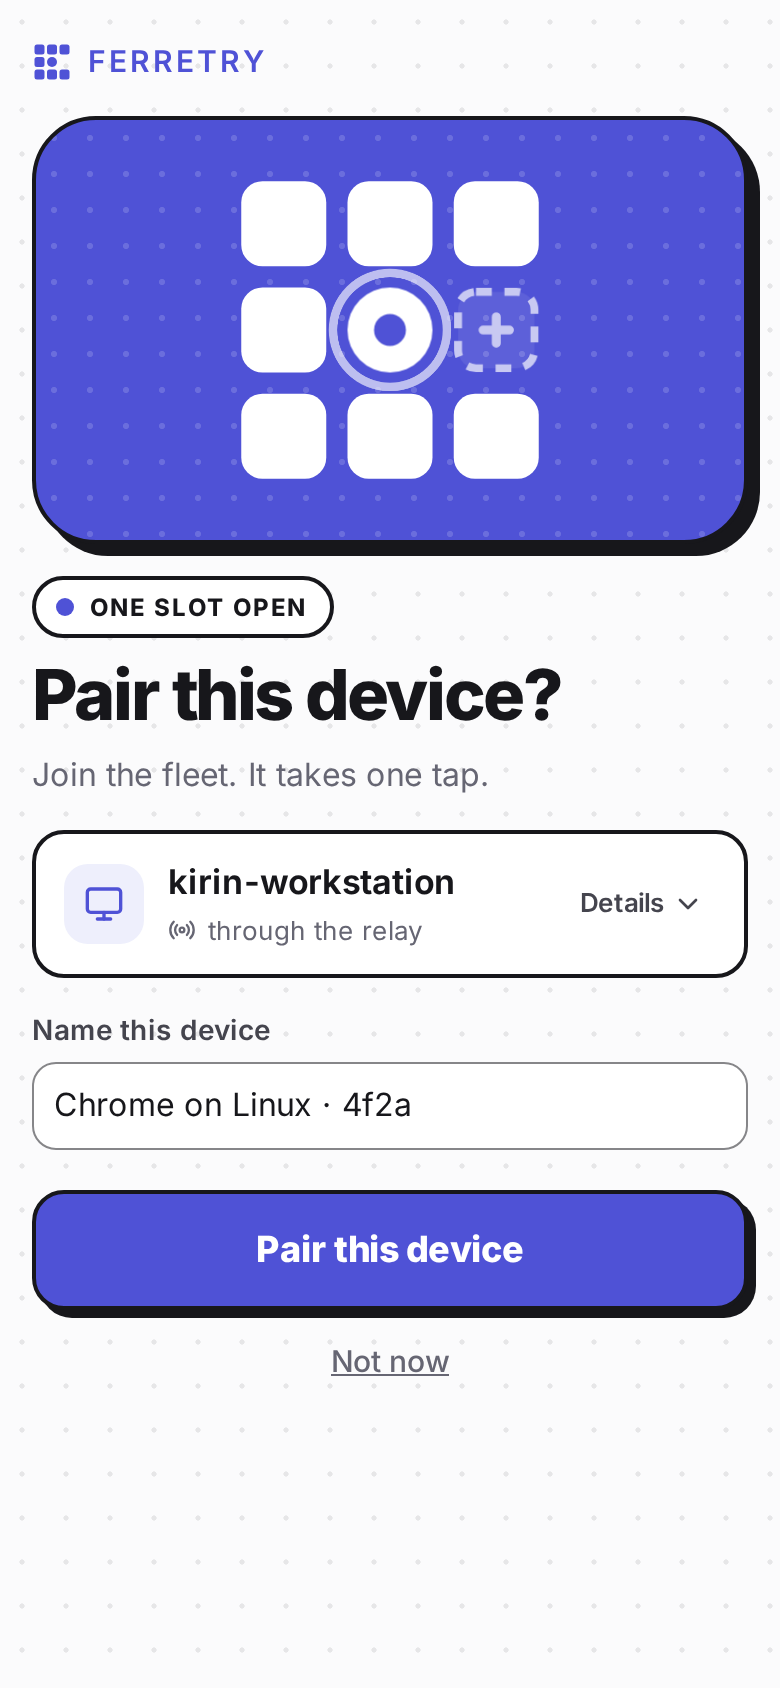 FERRETRY
ONE SLOT OPEN
Pair this device?
Join the fleet. It takes one tap.
kirin-workstation
Details
through the relay
Name this device
Chrome on Linux · 4f2a
Pair this device
Not now